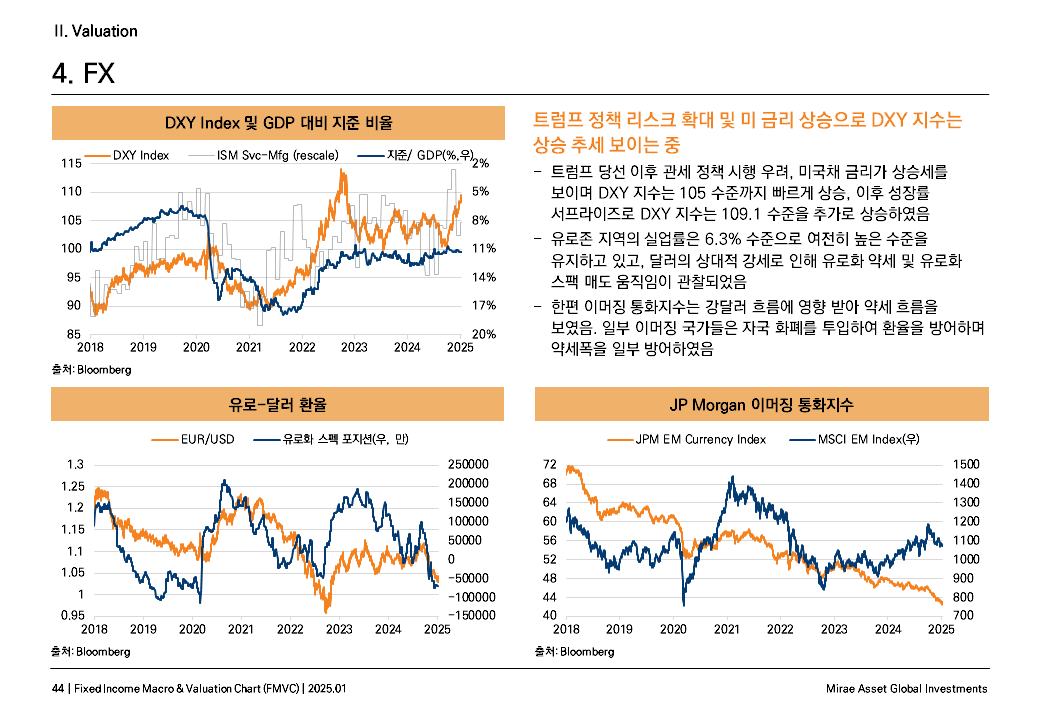 II. Valuation
4. FX
DXY Index 및 GDP 대비 지준 비율
DXY Index
ISM Svc-Mfg (rescale)
지준/ GDP(%,우)
115
110
105
100
95
90
85
2%
5%
8%
11%
14%
17%
20%
2018 2019 2020 2021 2022 2023 2024 2025
출처: Bloomberg
트럼프 정책 리스크 확대 및 미 금리 상승으로 DXY 지수는
상승 추세 보이는 중
– 트럼프 당선 이후 관세 정책 시행 우려, 미국채 금리가 상승세를
보이며 DXY 지수는 105 수준까지 빠르게 상승, 이후 성장률
서프라이즈로 DXY 지수는 109.1 수준을 추가로 상승하였음
– 유로존 지역의 실업률은 6.3% 수준으로 여전히 높은 수준을
유지하고 있고, 달러의 상대적 강세로 인해 유로화 약세 및 유로화
스팩 매도 움직임이 관찰되었음
– 한편 이머징 통화지수는 강달러 흐름에 영향 받아 약세 흐름을
보였음. 일부 이머징 국가들은 자국 화폐를 투입하여 환율을 방어하며
약세폭을 일부 방어하였음
유로-달러 환율
EUR/USD
유로화 스펙 포지션(우, 만)
1.3
1.25
1.2
1.15
1.1
1.05
1
0.95
250000
200000
150000
100000
50000
0
-50000
-100000
-150000
2018 2019 2020 2021 2022 2023 2024 2025
출처: Bloomberg
JP Morgan 이머징 통화지수
JPM EM Currency Index
MSCI EM Index(우)
72
68
64
60
56
52
48
44
40
1500
1400
1300
1200
1100
1000
900
800
700
2018 2019 2020 2021 2022 2023 2024 2025
출처: Bloomberg
44 | Fixed Income Macro & Valuation Chart (FMVC) | 2025.01
Mirae Asset Global Investments